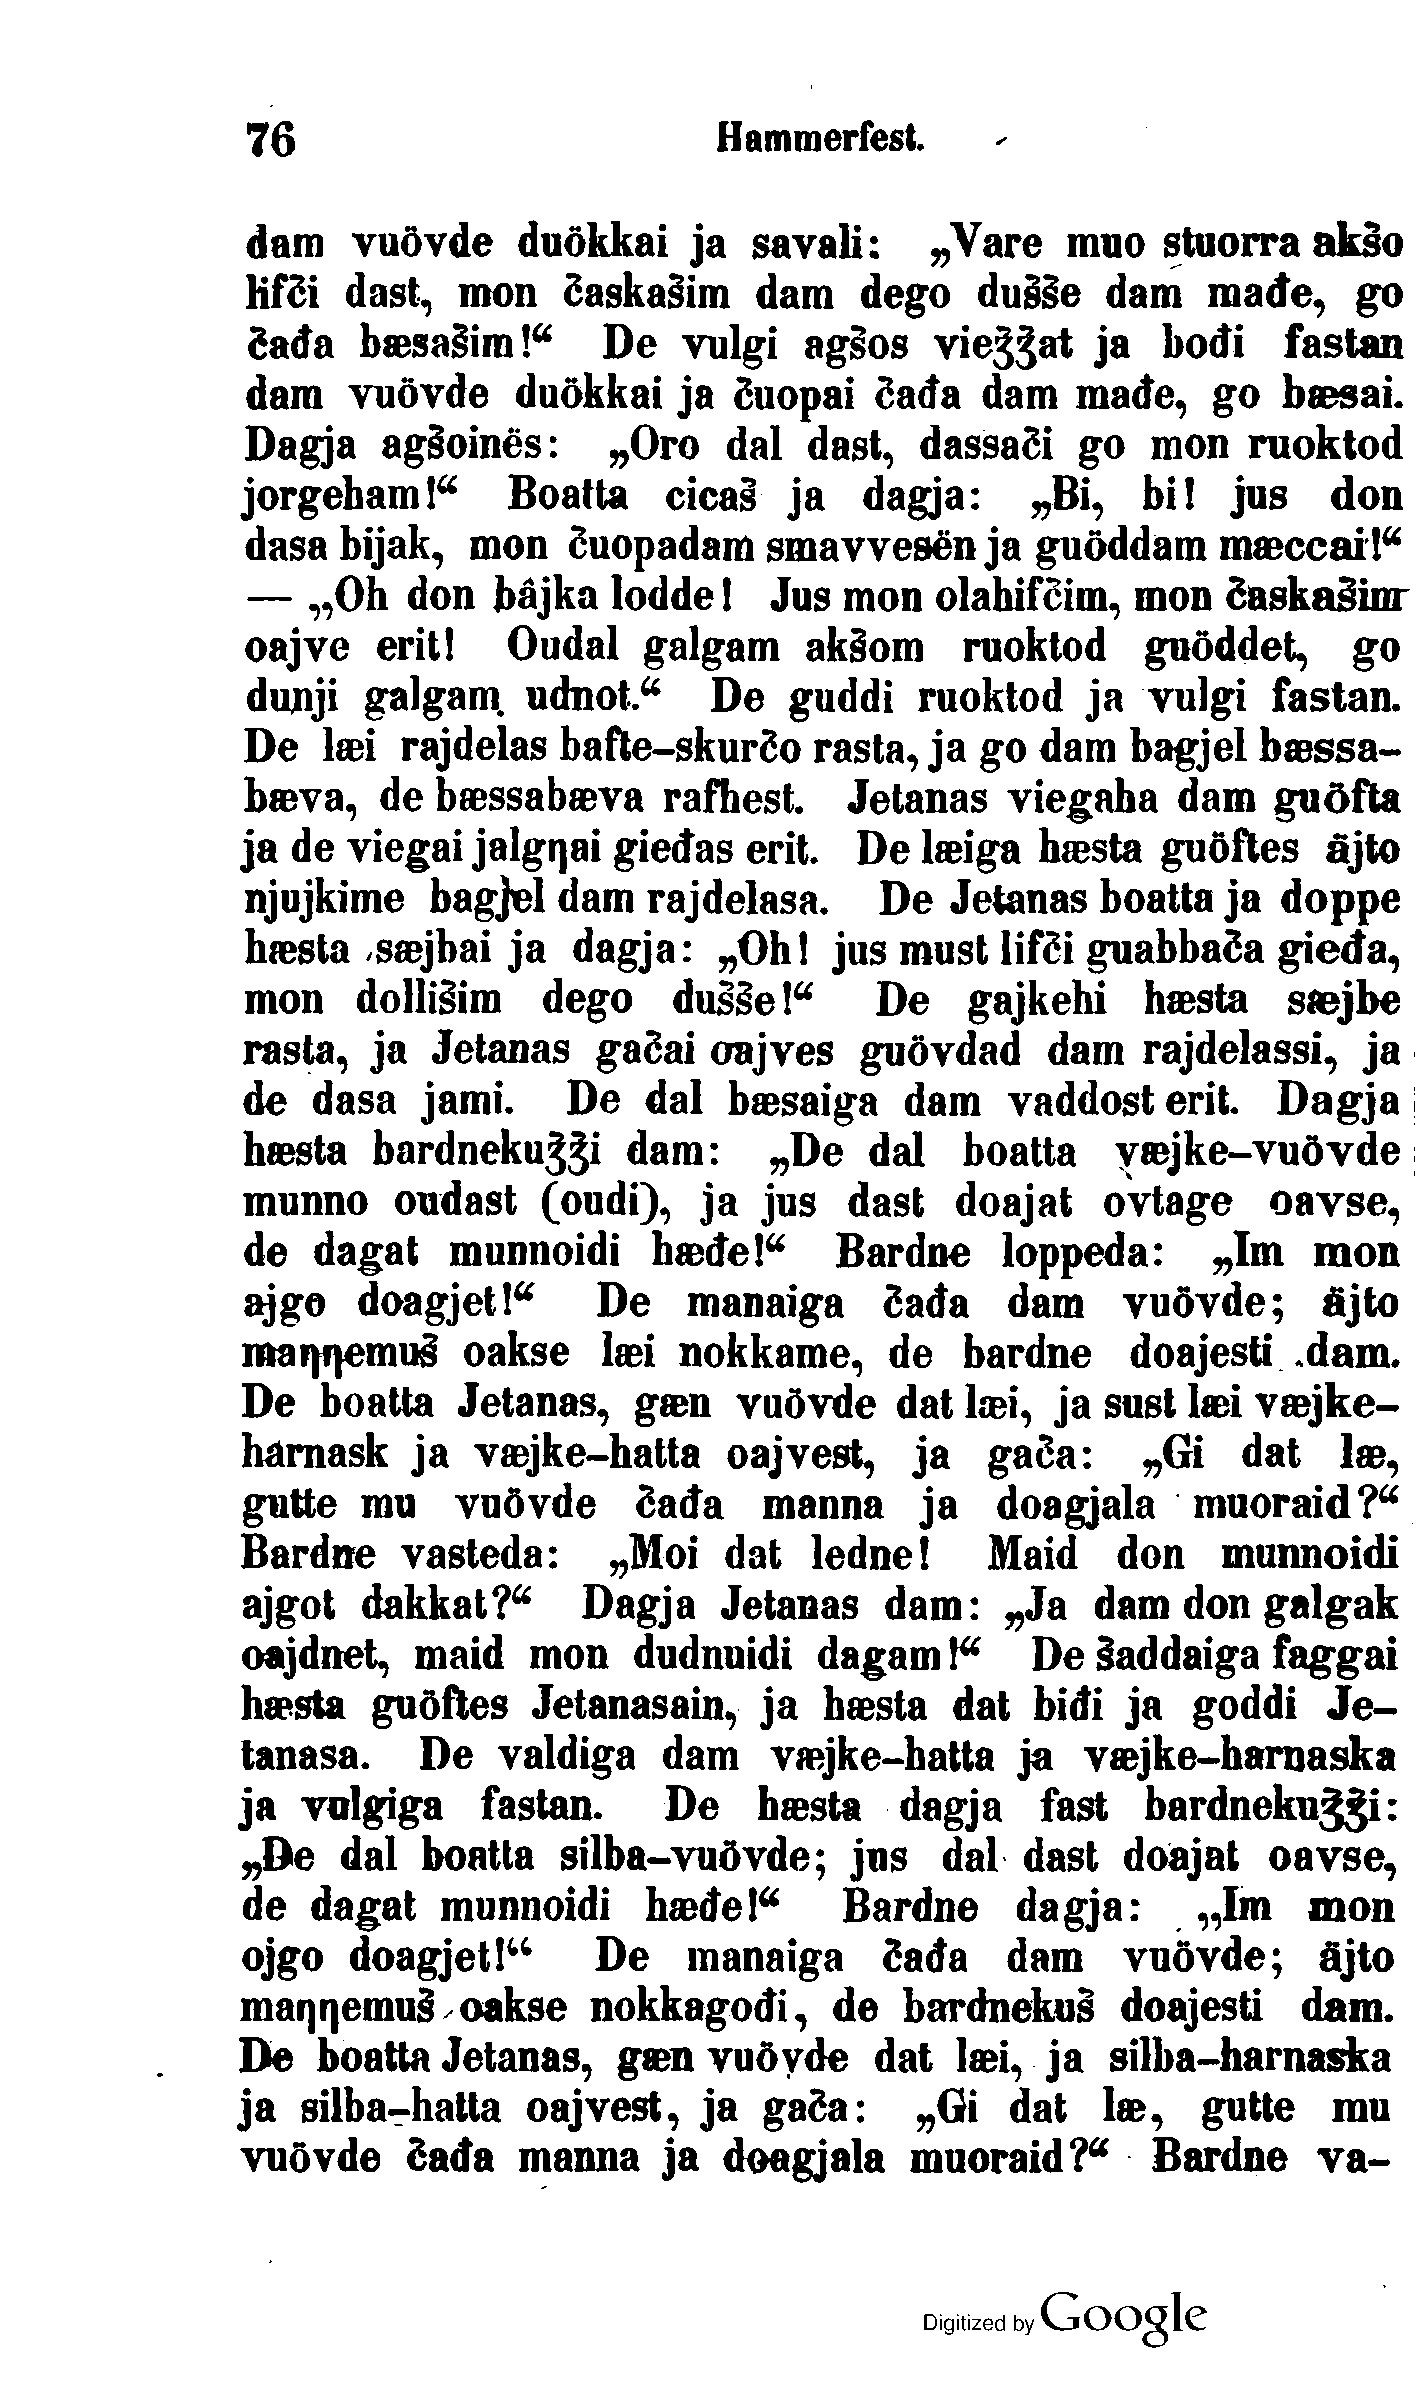 76 Hammerfest.
dam vuövde duökkai ja savali: „Vare muo stuorra akšo
lifči dast, mon časkašim dam dego dušše dam mađe, go
čađa bæsašim!“ De vulgi agšos vieǯǯat ja bođi fastan
dam vuövde duökkai ja čuopai čađa dam mađe, go bæsai.
Dagja agšoinës: „Oro dal dast, dassači go mon ruoktod
jorgeham!“ Boatta cicaš ja dagja: „Bi, bi! jus don
dasa bijak, mon čuopadam smavvesën ja guöddam mæccai!“
— „Oh don bâjka lodde! Jus mon olahifčim, mon časkašim
oajve erit! Oudal galgam akšom ruoktod guöddet, go
dunji galgam udnot.“ De guddi ruoktod ja vulgi fastan.
De læi rajdelas bafte-skurčo rasta, ja go dam bagjel bæssa-
bæva, de bæssabæva rafhest. Jetanas viegaha dam guöfta
ja de viegai jalgŋai gieđas erit. De læiga hæsta guöftes äjto
njujkime bagjel dam rajdelasa. De Jetanas boatta ja doppe
hæsta sæjbai ja dagja: „Oh! jus must lifči guabbača gieđa,
mon dollišim dego dušše!“ De gajkehi hæsta sæjbe
rasta, ja Jetanas gačai oajves guövdad dam rajdelassi, ja
de dasa jami. De dal bæsaiga dam vaddost erit. Dagja
hæsta bardnekuǯǯi dam: „De dal boatta væjke-vuövde
munno oudast (oudi), ja jus dast doajat ovtage oavse,
de dagat munnoidi hæđe!“ Bardne loppeda: „Im mon
ajgo doagjet!“ De manaiga čađa dam vuövde; äjto
maŋŋemuš oakse læi nokkame, de bardne doajesti dam.
De boatta Jetanas, gæn vuövde dat læi, ja sust læi væjke-
harnask ja væjke-hatta oajvest, ja gača: „Gi dat læ,
gutte mu vuövde čađa manna ja doagjala muoraid?“
Bardne vasteda: „Moi dat ledne! Maid don munnoidi
ajgot dakkat?“ Dagja Jetanas dam: „Ja dam don galgak
oajdnet, maid mon dudnuidi dagam!“ De šaddaiga faggai
hæsta guöftes Jetanasain, ja hæsta dat biđi ja goddi Je-
tanasa. De valdiga dam væjke-hatta ja væjke-harnaska
ja vulgiga fastan. De hæsta dagja fast bardnekuǯǯi:
„De dal boatta silba-vuövde; jus dal dast doajat oavse,
de dagat munnoidi hæđe!“ Bardne dagja: „Im mon
ojgo doagjet!“ De manaiga čađa dam vuövde; äjto
maŋŋemuš oakse nokkagođi, de bardnekuš doajesti dam.
De boatta Jetanas, gæn vuövde dat læi, ja silba-harnaska
ja silba-hatta oajvest, ja gača: „Gi dat læ, gutte mu
vuövde čađa manna ja doagjala muoraid?“ Bardne va-
Digitized by Google